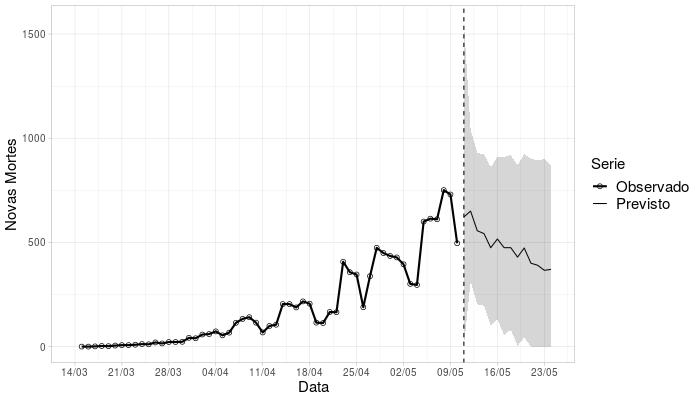 1500
1000
500
0
Novas Mortes
14/03 21/03 28/03 04/04 11/04 18/04 25/04 02/05 09/05 16/05 23/05
Data
Serie
Observado
Previsto